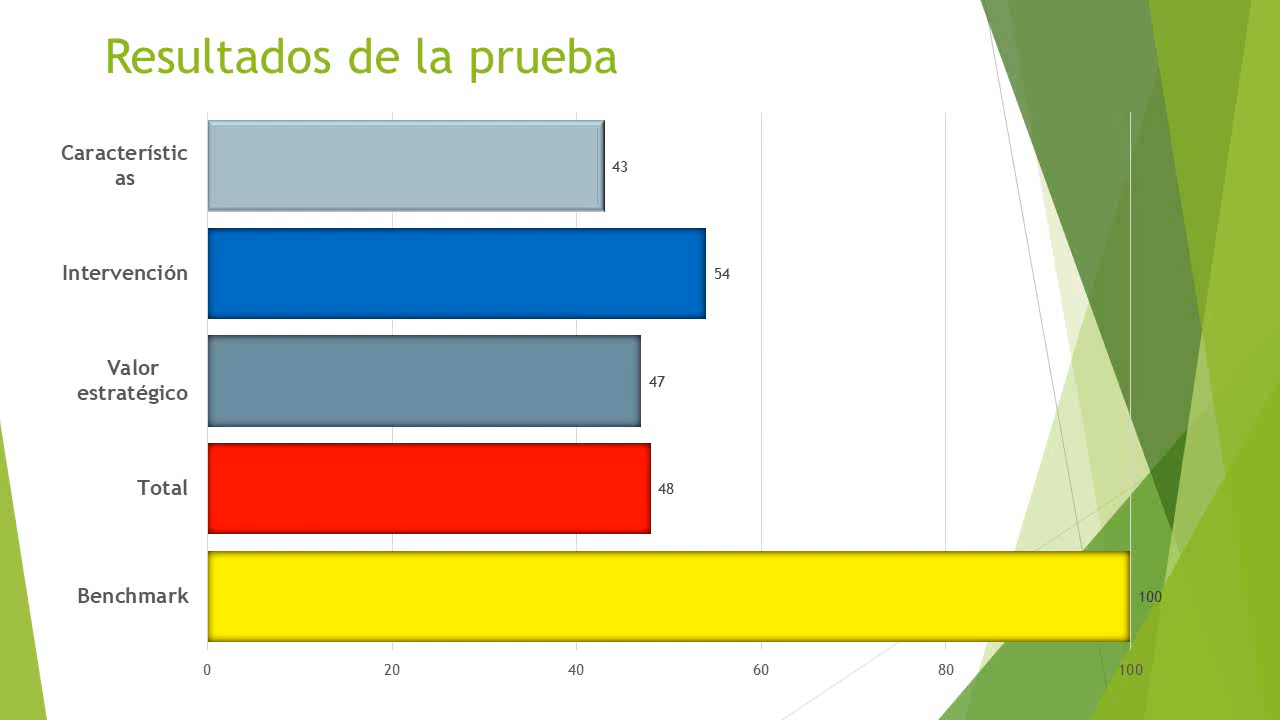 Resultados de la prueba
Característic
as
43
Intervención
54
Valor
estratégico
47
Total
48
Benchmark
100
0 20 40 60 80 100